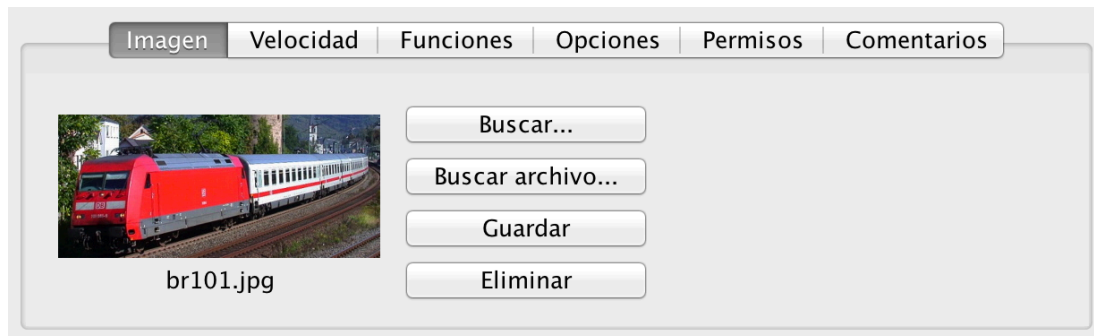 Imagen Velocidad Funciones Opciones Permisos Comentarios
Buscar...
Buscar archivo...
Guardar
Eliminar
br101.jpg